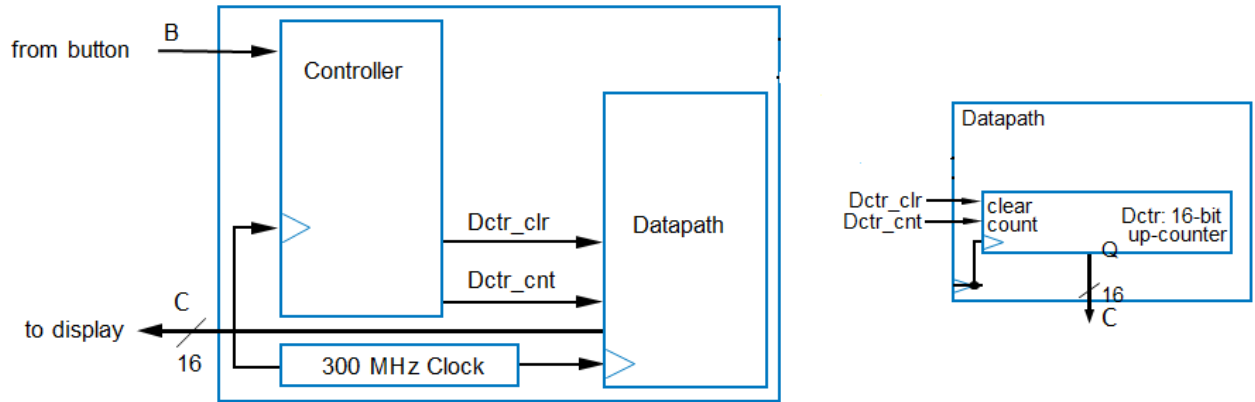 B
from button
Controller
Dctr_clr
Datapath
Dctr_cnt
C
to display
16
300 MHz Clock
Datapath
Dctr_clr
Dctr_cnt
clear
count
Dctr: 16-bit
up-counter
Q
16
C